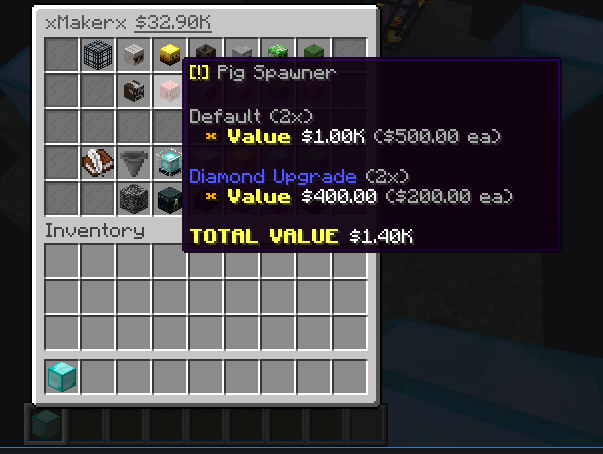 xMakerx $32.90K
[!] Pig Spawner
Default (2x)
* Value $1.00K ($500.00 ea)
Diamond Upgrade (2x)
* Value $400.00 ($200.00 ea)
TOTAL VALUE $1.40K
Inventory